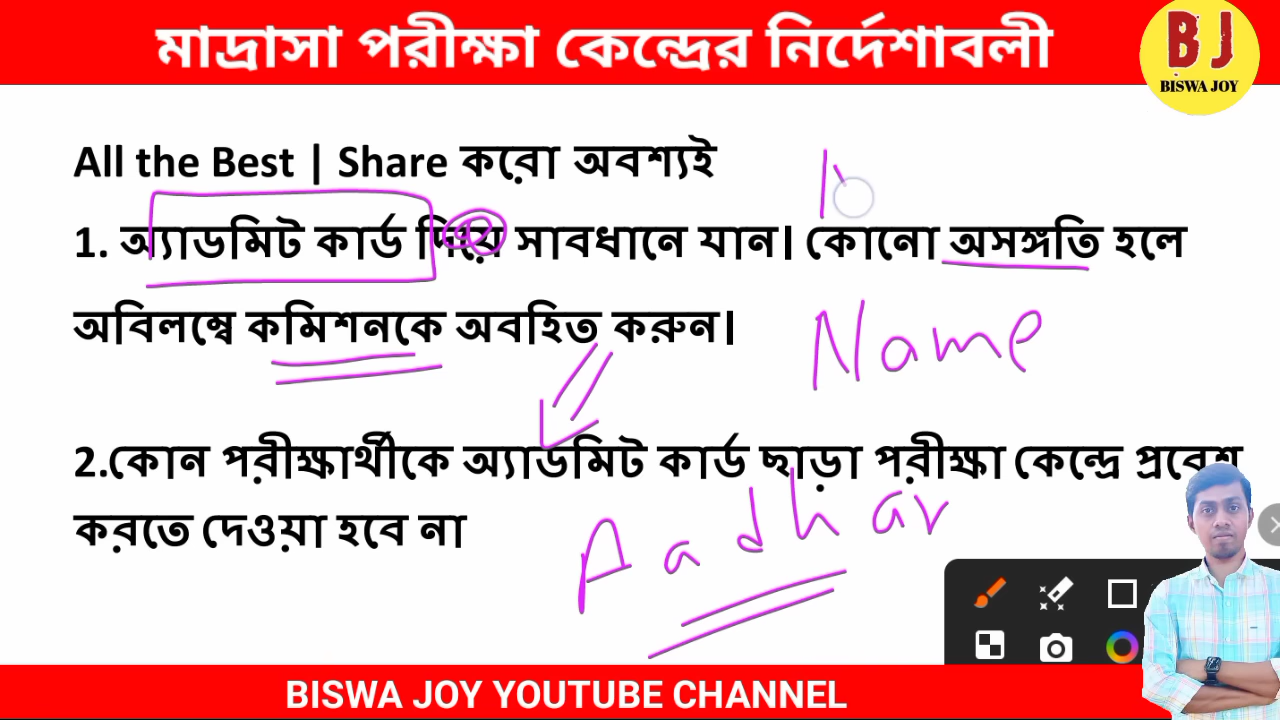 মাদ্রাসা পরীক্ষা কেন্দ্রের নির্দেশাবলী
BJ
BISWA JOY
All the Best | Share করো অবশ্যই
1. অ্যাডমিট কার্ড দিয়ে সাবধানে যান। কোনো অসঙ্গতি হলে
অবিলম্বে কমিশনকে অবহিত করুন।
Name
2.কোন পরীক্ষার্থীকে অ্যাডমিট কার্ড ছাড়া পরীক্ষা কেন্দ্রে প্রবেশ
করতে দেওয়া হবে না
Aadhar
BISWA JOY YOUTUBE CHANNEL